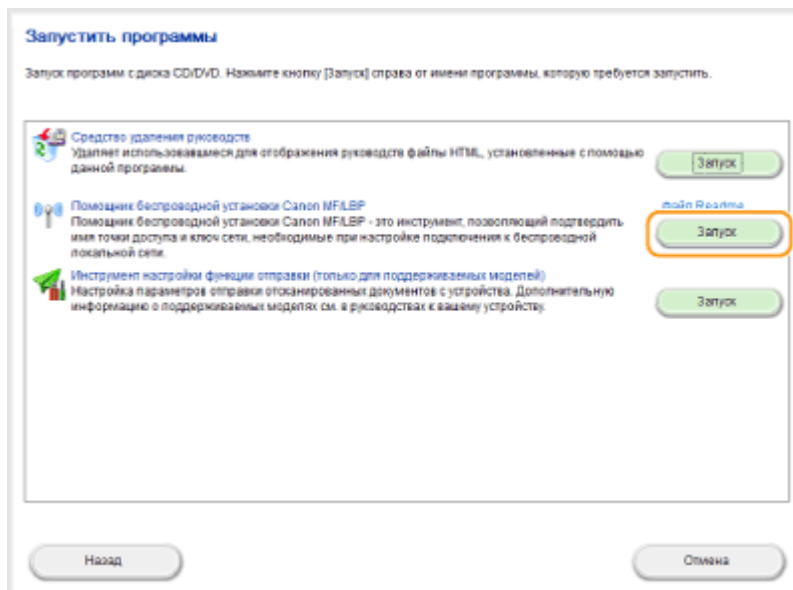 Запустить программы
Запуск программ с диска CD/DVD. Нажмите кнопку [Запуск] справа от имени программы, которую требуется запустить.
Средство удаления руководств
Удаляет использовавшиеся для отображения руководств файлы HTML, установленные с помощью
данной программы.
Запуск
Помощник беспроводной установки Canon MF/LBP
файл Readme
Помощник беспроводной установки Canon MF/LBP - это инструмент, позволяющий подтвердить
имя точки доступа и ключ сети, необходимые при настройке подключения к беспроводной
локальной сети.
Запуск
Инструмент настройки функции отправки (только для поддерживаемых моделей)
Настройка параметров отправки отсканированных документов с устройства. Дополнительную
информацию о поддерживаемых моделях см. в руководствах к вашему устройству.
Запуск
Назад
Отмена